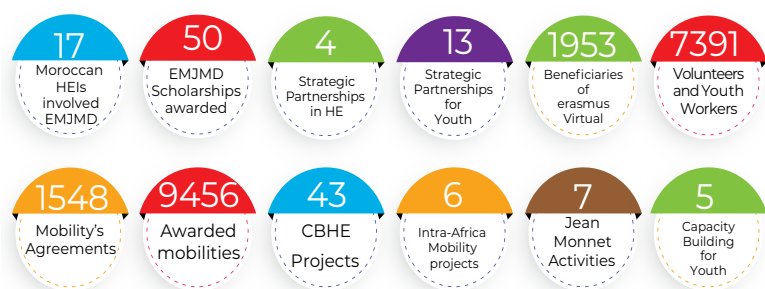 17
Moroccan
HEIs
involved
EMJMD
50
EMJMD
Scholarships
awarded
4
Strategic
Partnerships
in HE
13
Strategic
Partnerships
for
Youth
1953
Beneficiaries
of
erasmus
Virtual
7391
Volunteers
and Youth
Workers
1548
Mobility's
Agreements
9456
Awarded
mobilities
43
CBHE
Projects
6
Intra-Africa
Mobility
projects
7
Jean
Monnet
Activities
5
Capacity
Building
for
Youth